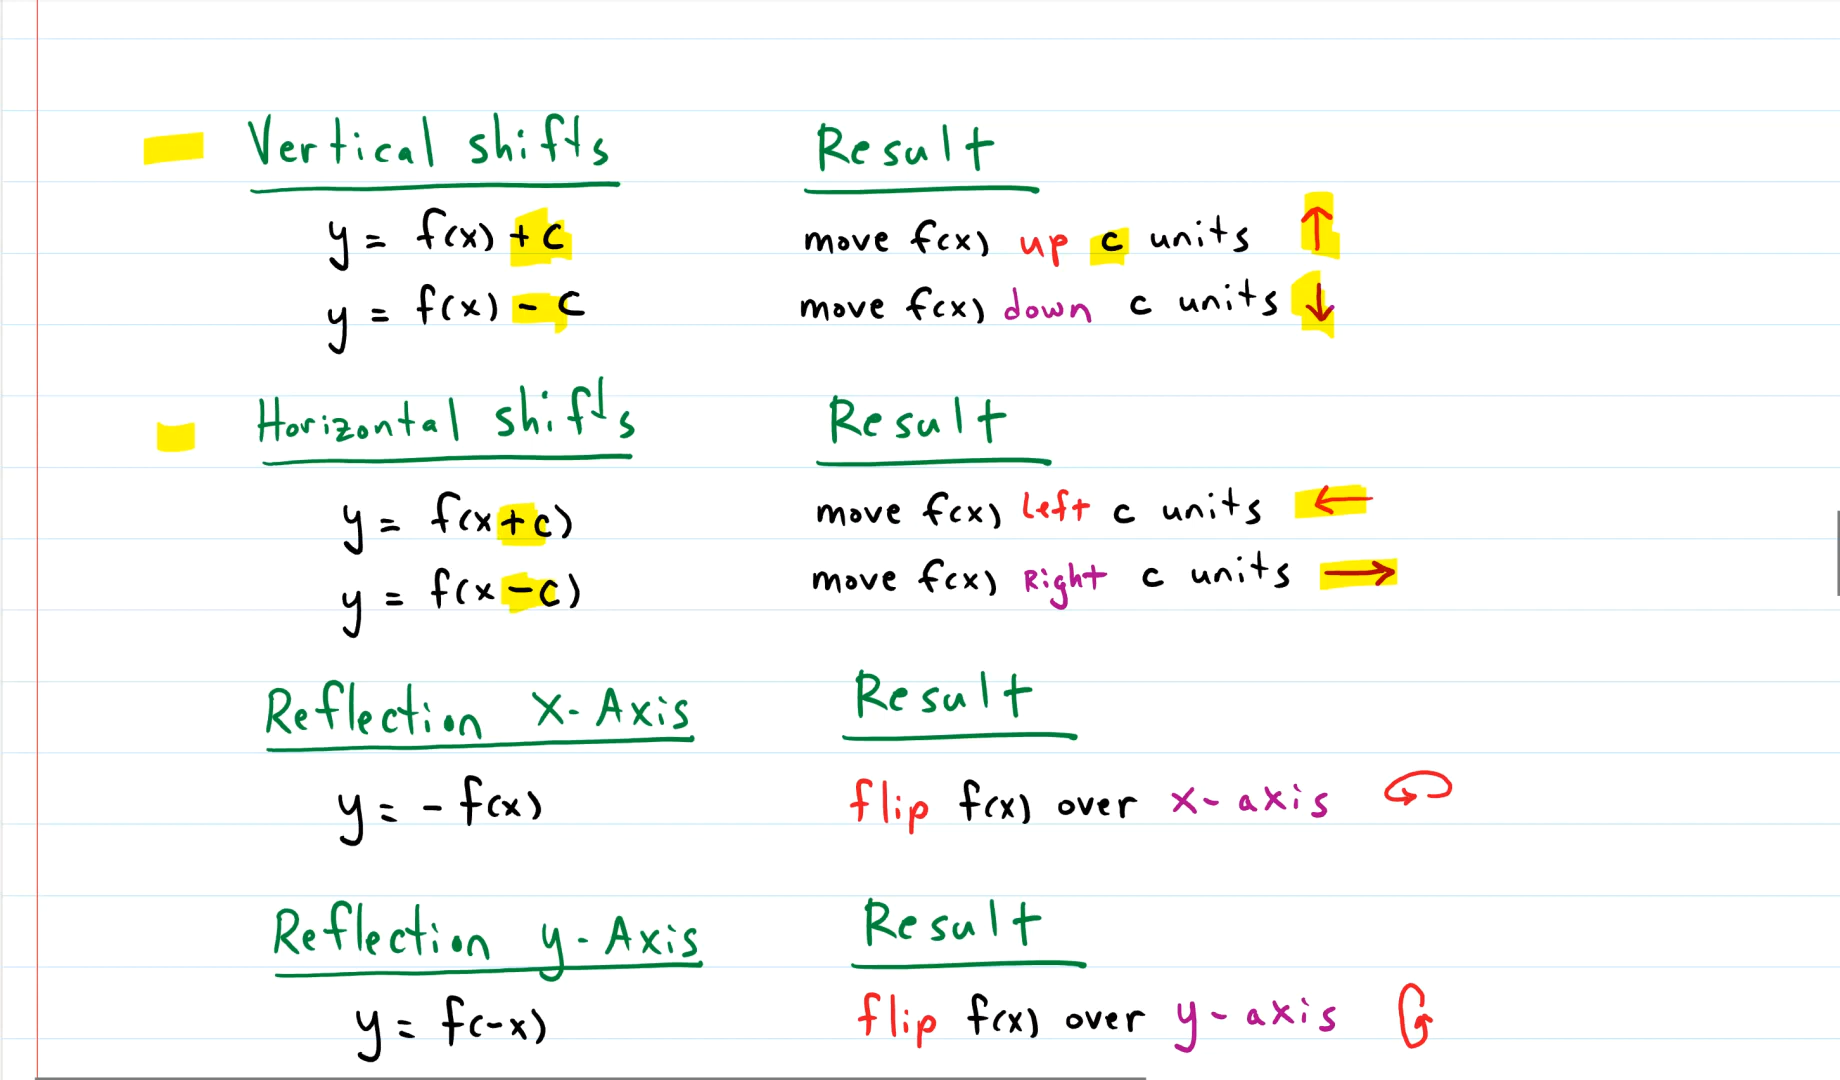 Vertical shifts Result
y = f(x) + c move f(x) up c units ↑
y = f(x) - c move f(x) down c units ↓
Horizontal shifts Result
y = f(x+c) move f(x) Left c units ←
y = f(x-c) move f(x) Right c units →
Reflection X-Axis Result
y = -f(x) flip f(x) over x-axis
Reflection y-Axis Result
y = f(-x) flip f(x) over y-axis